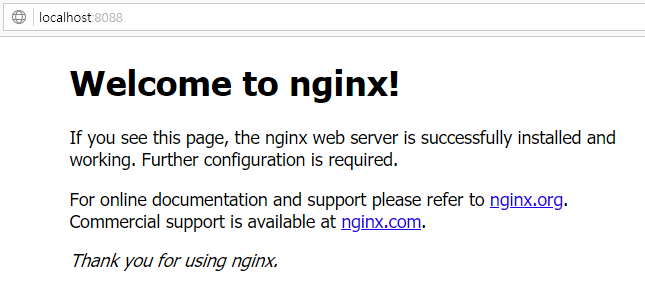 localhost:8088
Welcome to nginx!
If you see this page, the nginx web server is successfully installed and
working. Further configuration is required.
For online documentation and support please refer to nginx.org.
Commercial support is available at nginx.com.
Thank you for using nginx.